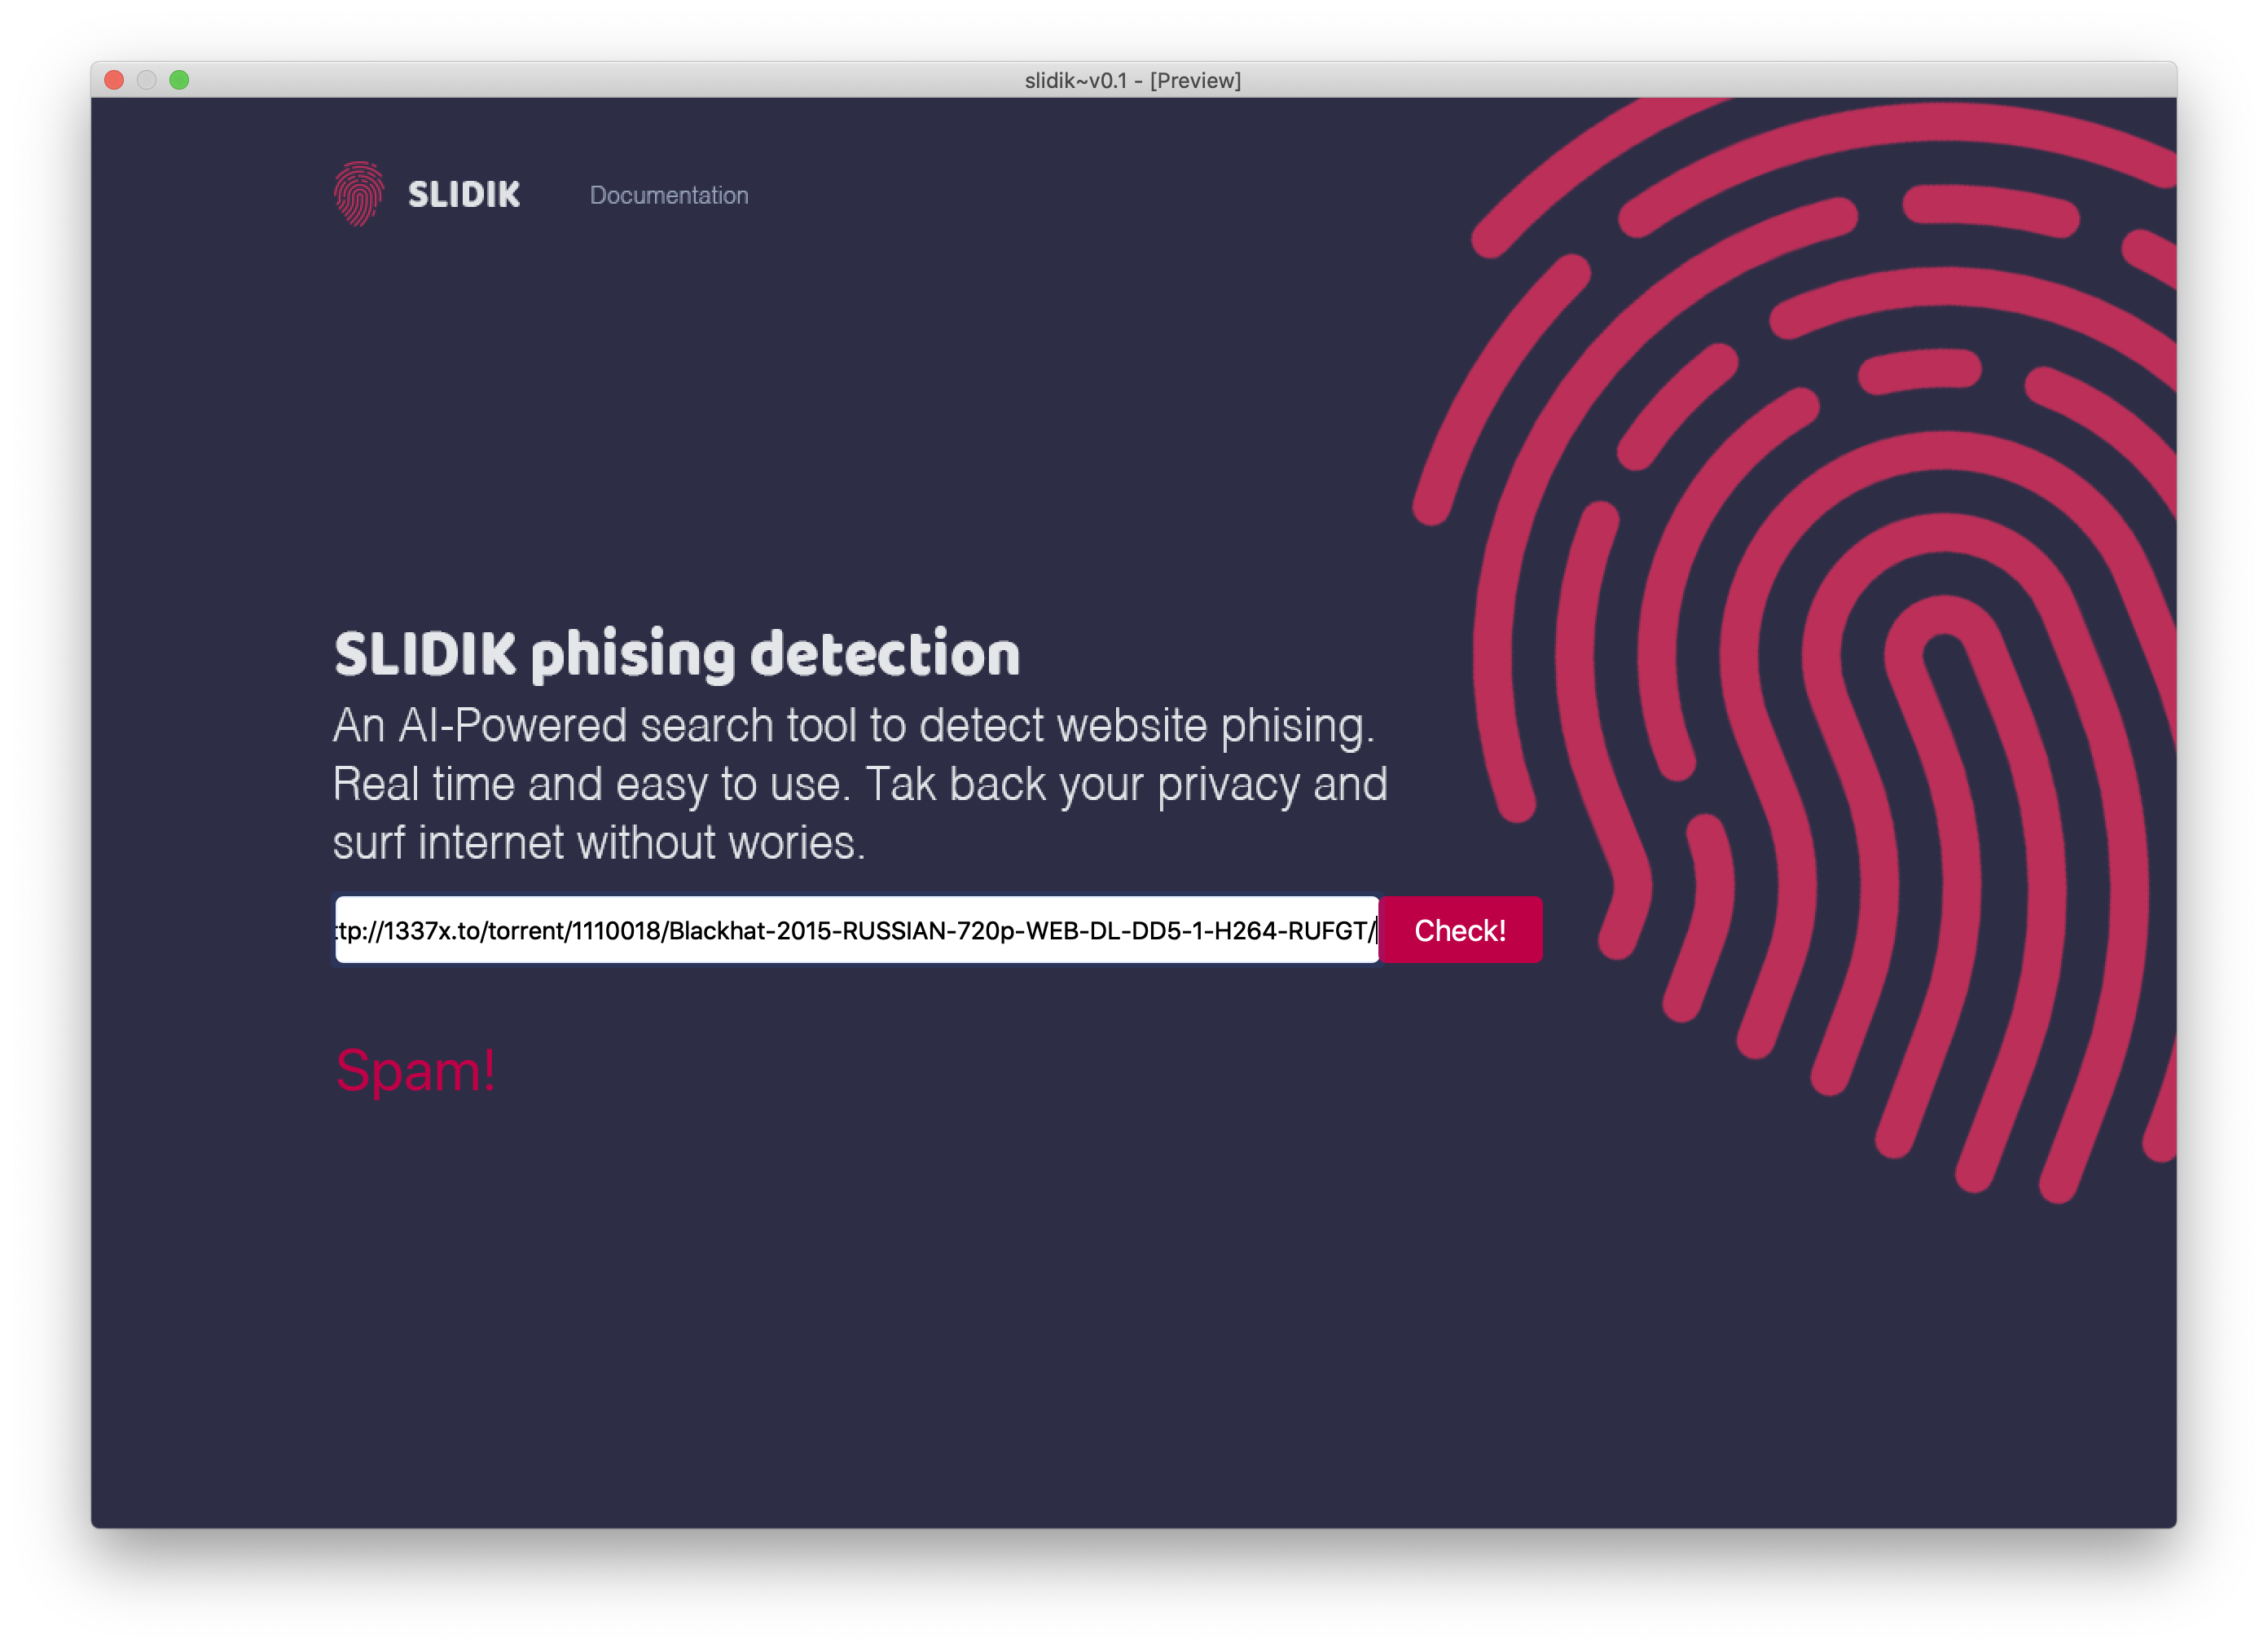 slidik~v0.1 - [Preview]
SLIDIK Documentation
SLIDIK phising detection
An AI-Powered search tool to detect website phising.
Real time and easy to use. Tak back your privacy and
surf internet without wories.
ttp://1337x.to/torrent/1110018/Blackhat-2015-RUSSIAN-720p-WEB-DL-DD5-1-H264-RUFGT/ Check!
Spam!